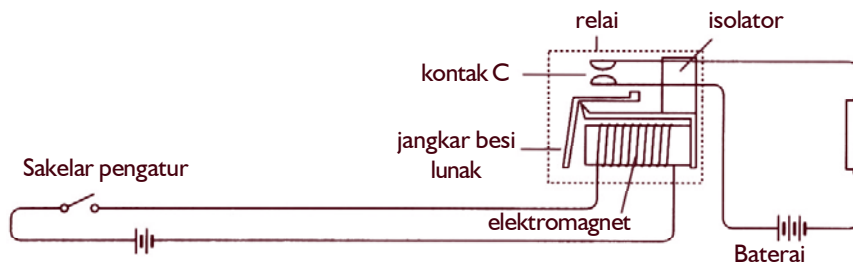 relai
isolator
kontak C
jangkar besi
lunak
Sakelar pengatur
elektromagnet
Baterai